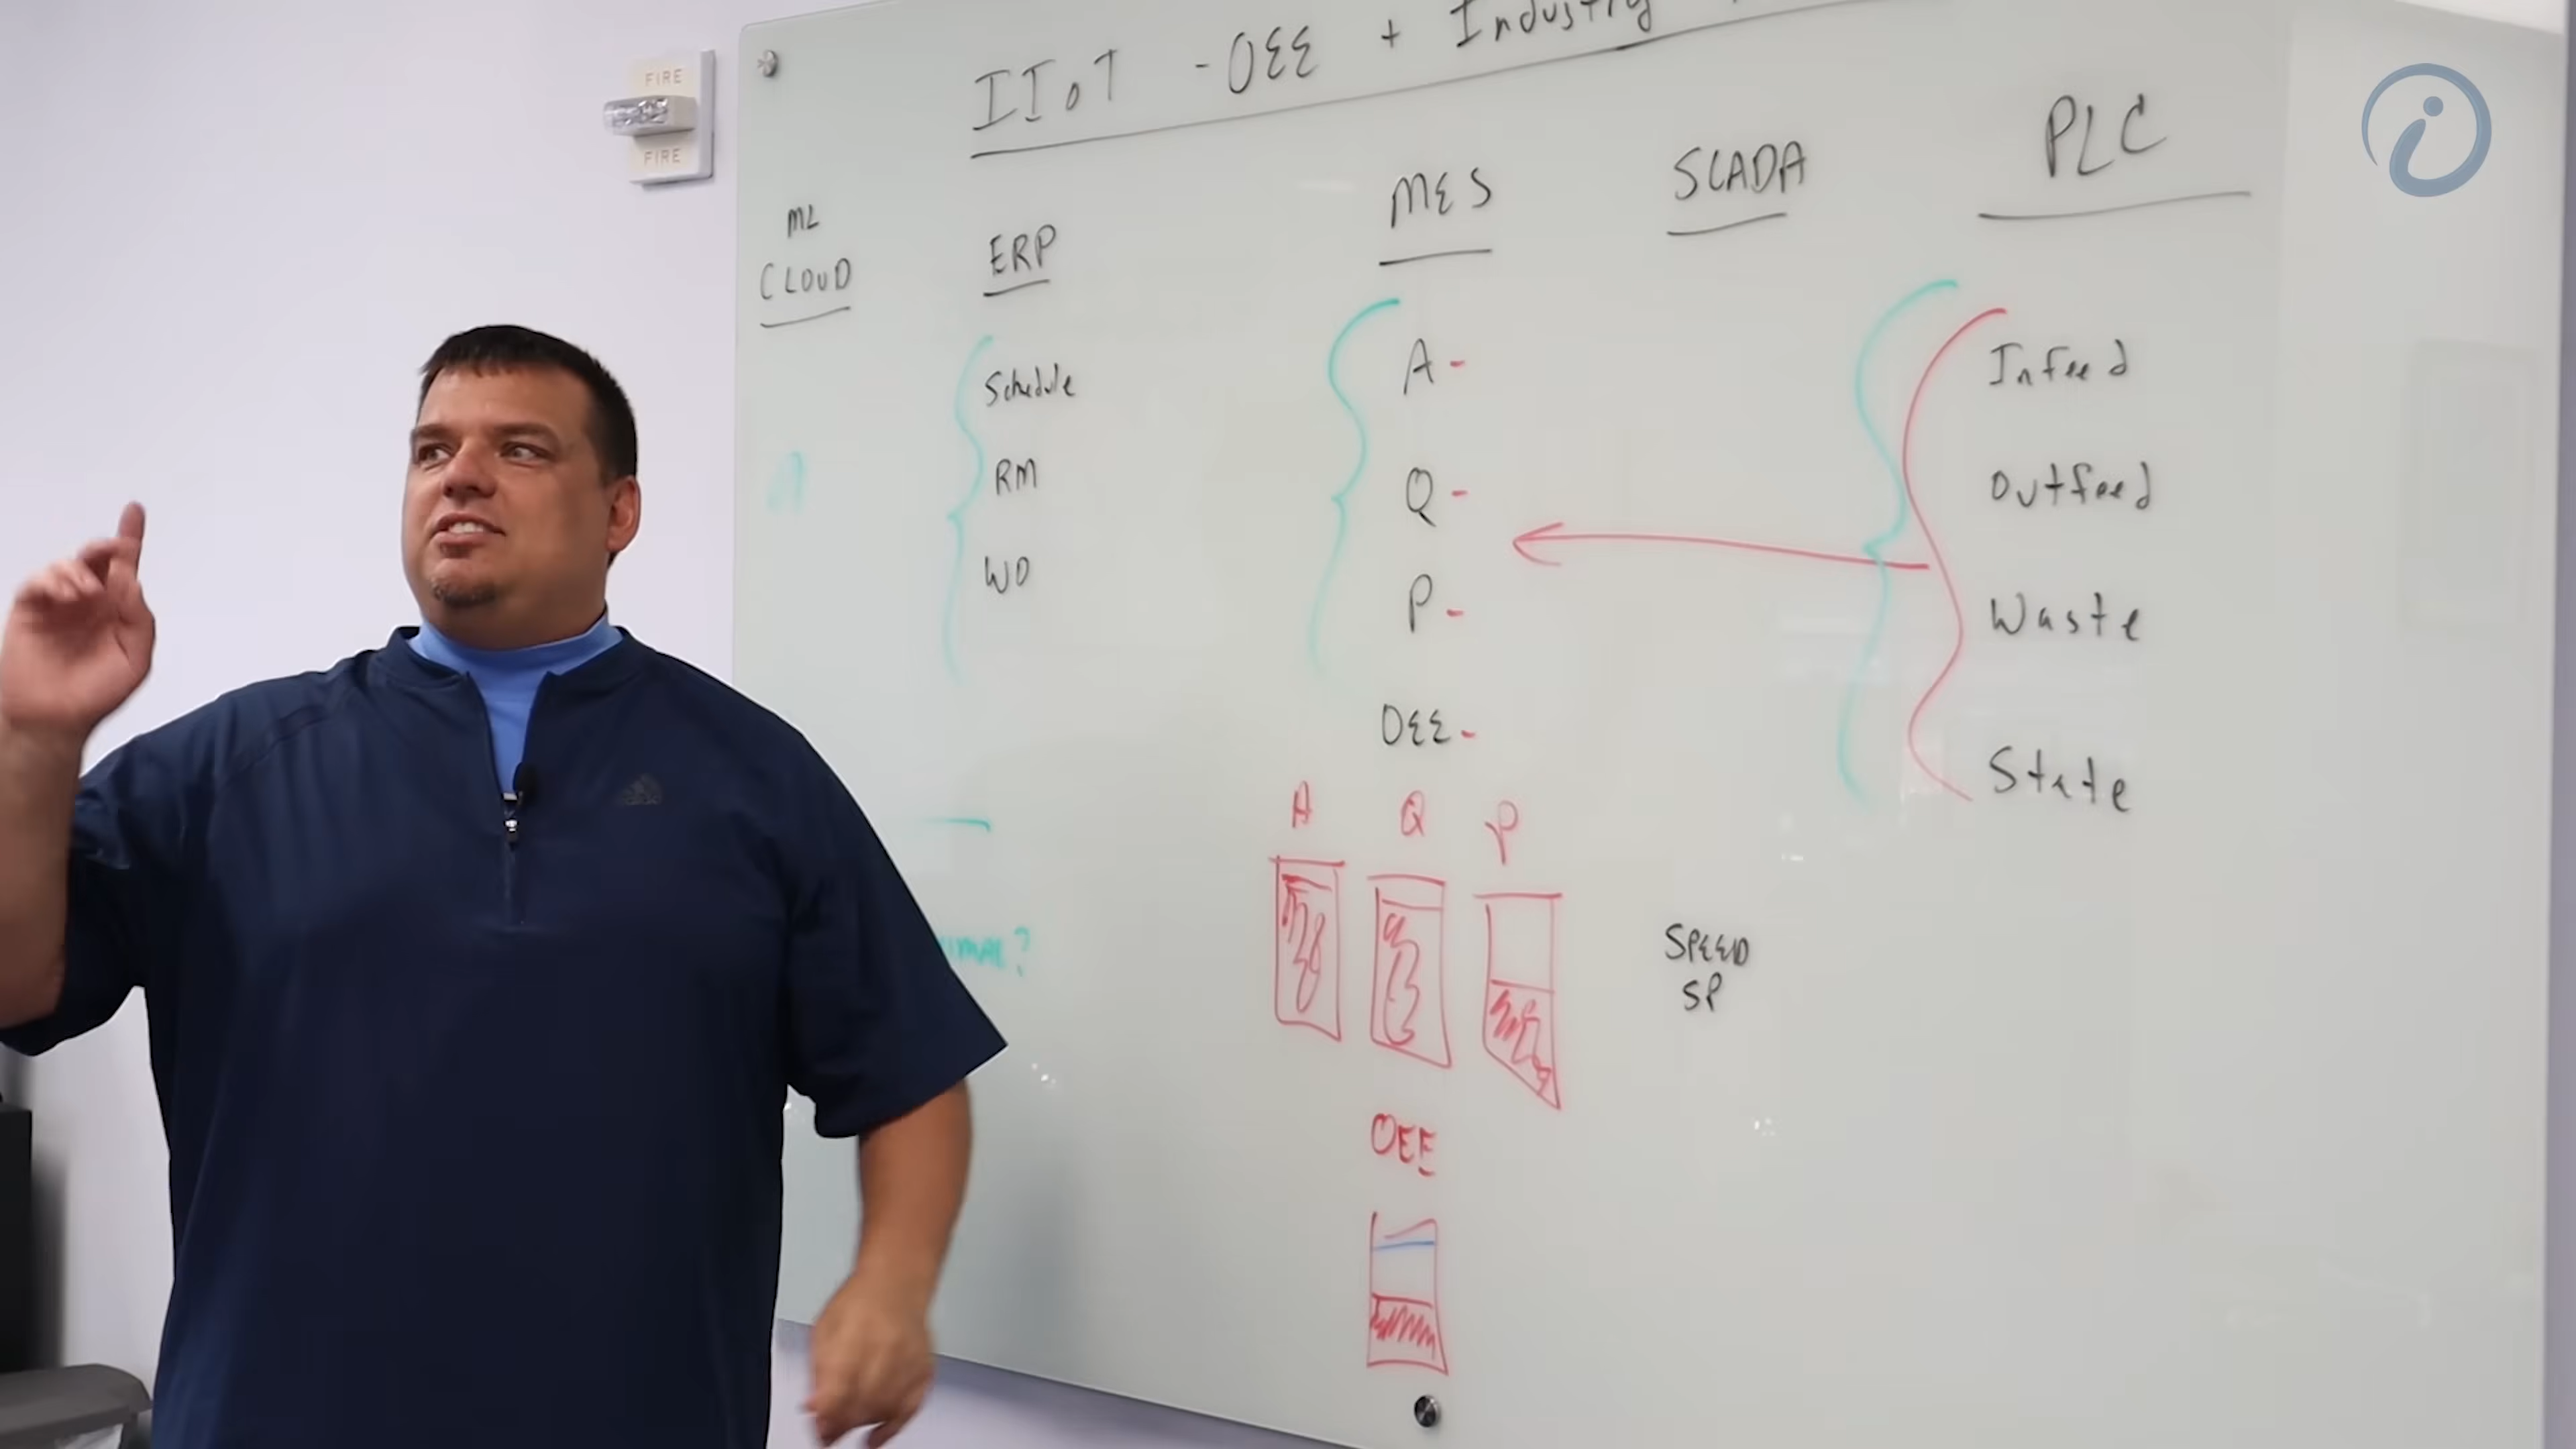 FIRE
FIRE
IIoT - OEE + Industry
ML
CLOUD
ERP
Schedule
RM
WO
MES
A -
Q -
P -
OEE -
A Q P
OEE
SCADA
SPEED
SP
PLC
Infeed
Outfeed
Waste
State